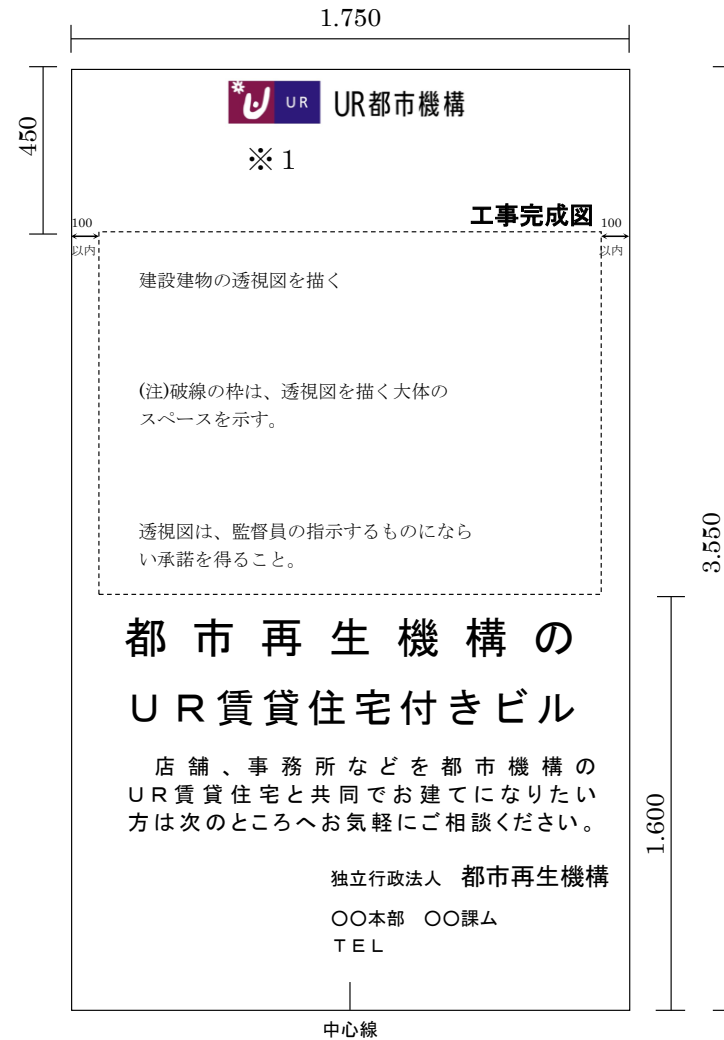 1.750
450
UR UR都市機構
※1
工事完成図
100
以内
100
以内
建設建物の透視図を描く
(注)破線の枠は、透視図を描く大体の
スペースを示す。
透視図は、監督員の指示するものになら
い承諾を得ること。
3.550
都市再生機構の
UR賃貸住宅付きビル
店舗、事務所などを都市機構の
UR賃貸住宅と共同でお建てになりたい
方は次のところへお気軽にご相談ください。
1.600
独立行政法人 都市再生機構
〇〇本部 〇〇課ム
TEL
中心線